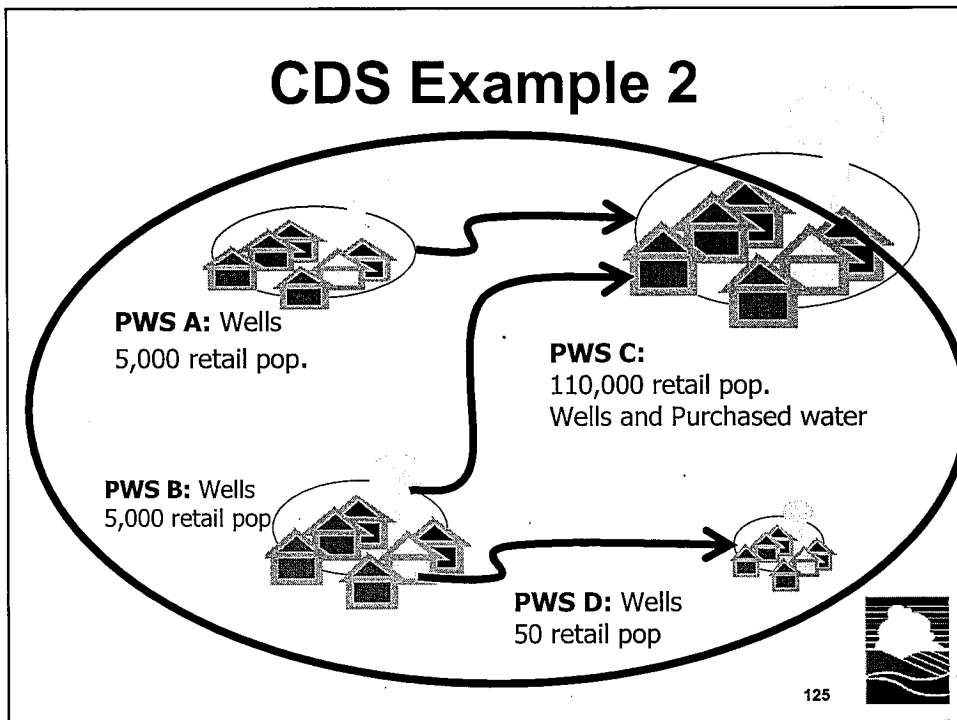 CDS Example 2
PWS A: Wells
5,000 retail pop.
PWS C:
110,000 retail pop.
Wells and Purchased water
PWS B: Wells
5,000 retail pop
PWS D: Wells
50 retail pop
125